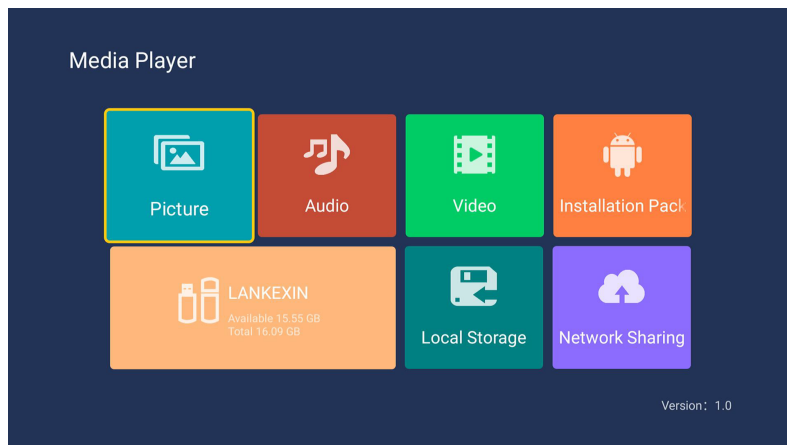 Media Player
Picture
Audio
Video
Installation Pack
LANKEXIN
Available 15.55 GB
Total 16.09 GB
Local Storage
Network Sharing
Version： 1.0